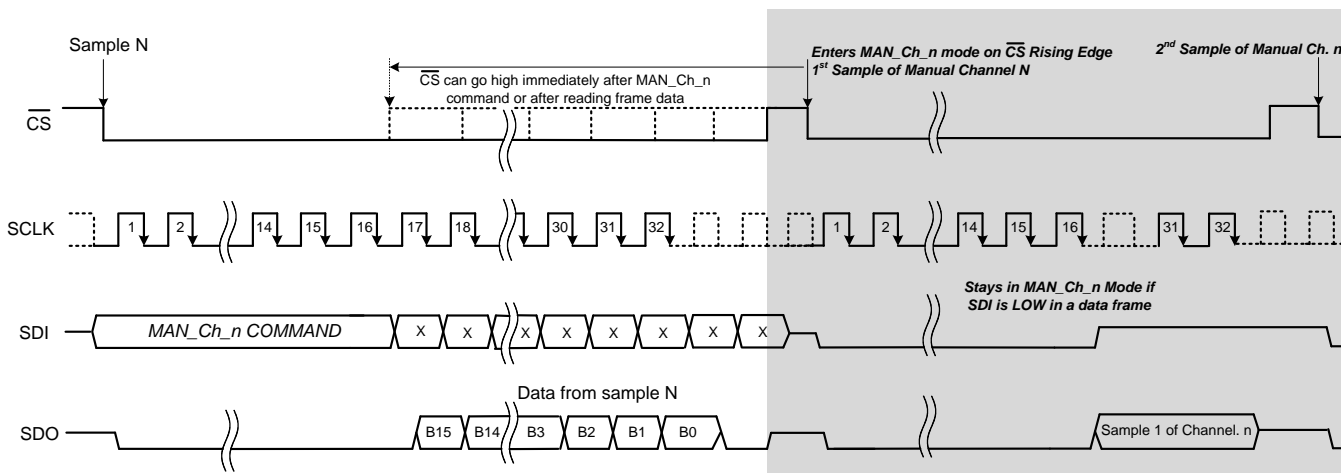 Sample N
Enters MAN_Ch_n mode on CS Rising Edge
1st Sample of Manual Channel N
2nd Sample of Manual Ch. n
CS can go high immediately after MAN_Ch_n
command or after reading frame data
CS
SCLK
1 2 14 15 16 17 18 30 31 32 1 2 14 15 16 31 32
Stays in MAN_Ch_n Mode if
SDI is LOW in a data frame
SDI
MAN_Ch_n COMMAND X X X X X X X X
Data from sample N
SDO
B15 B14 B3 B2 B1 B0 Sample 1 of Channel. n